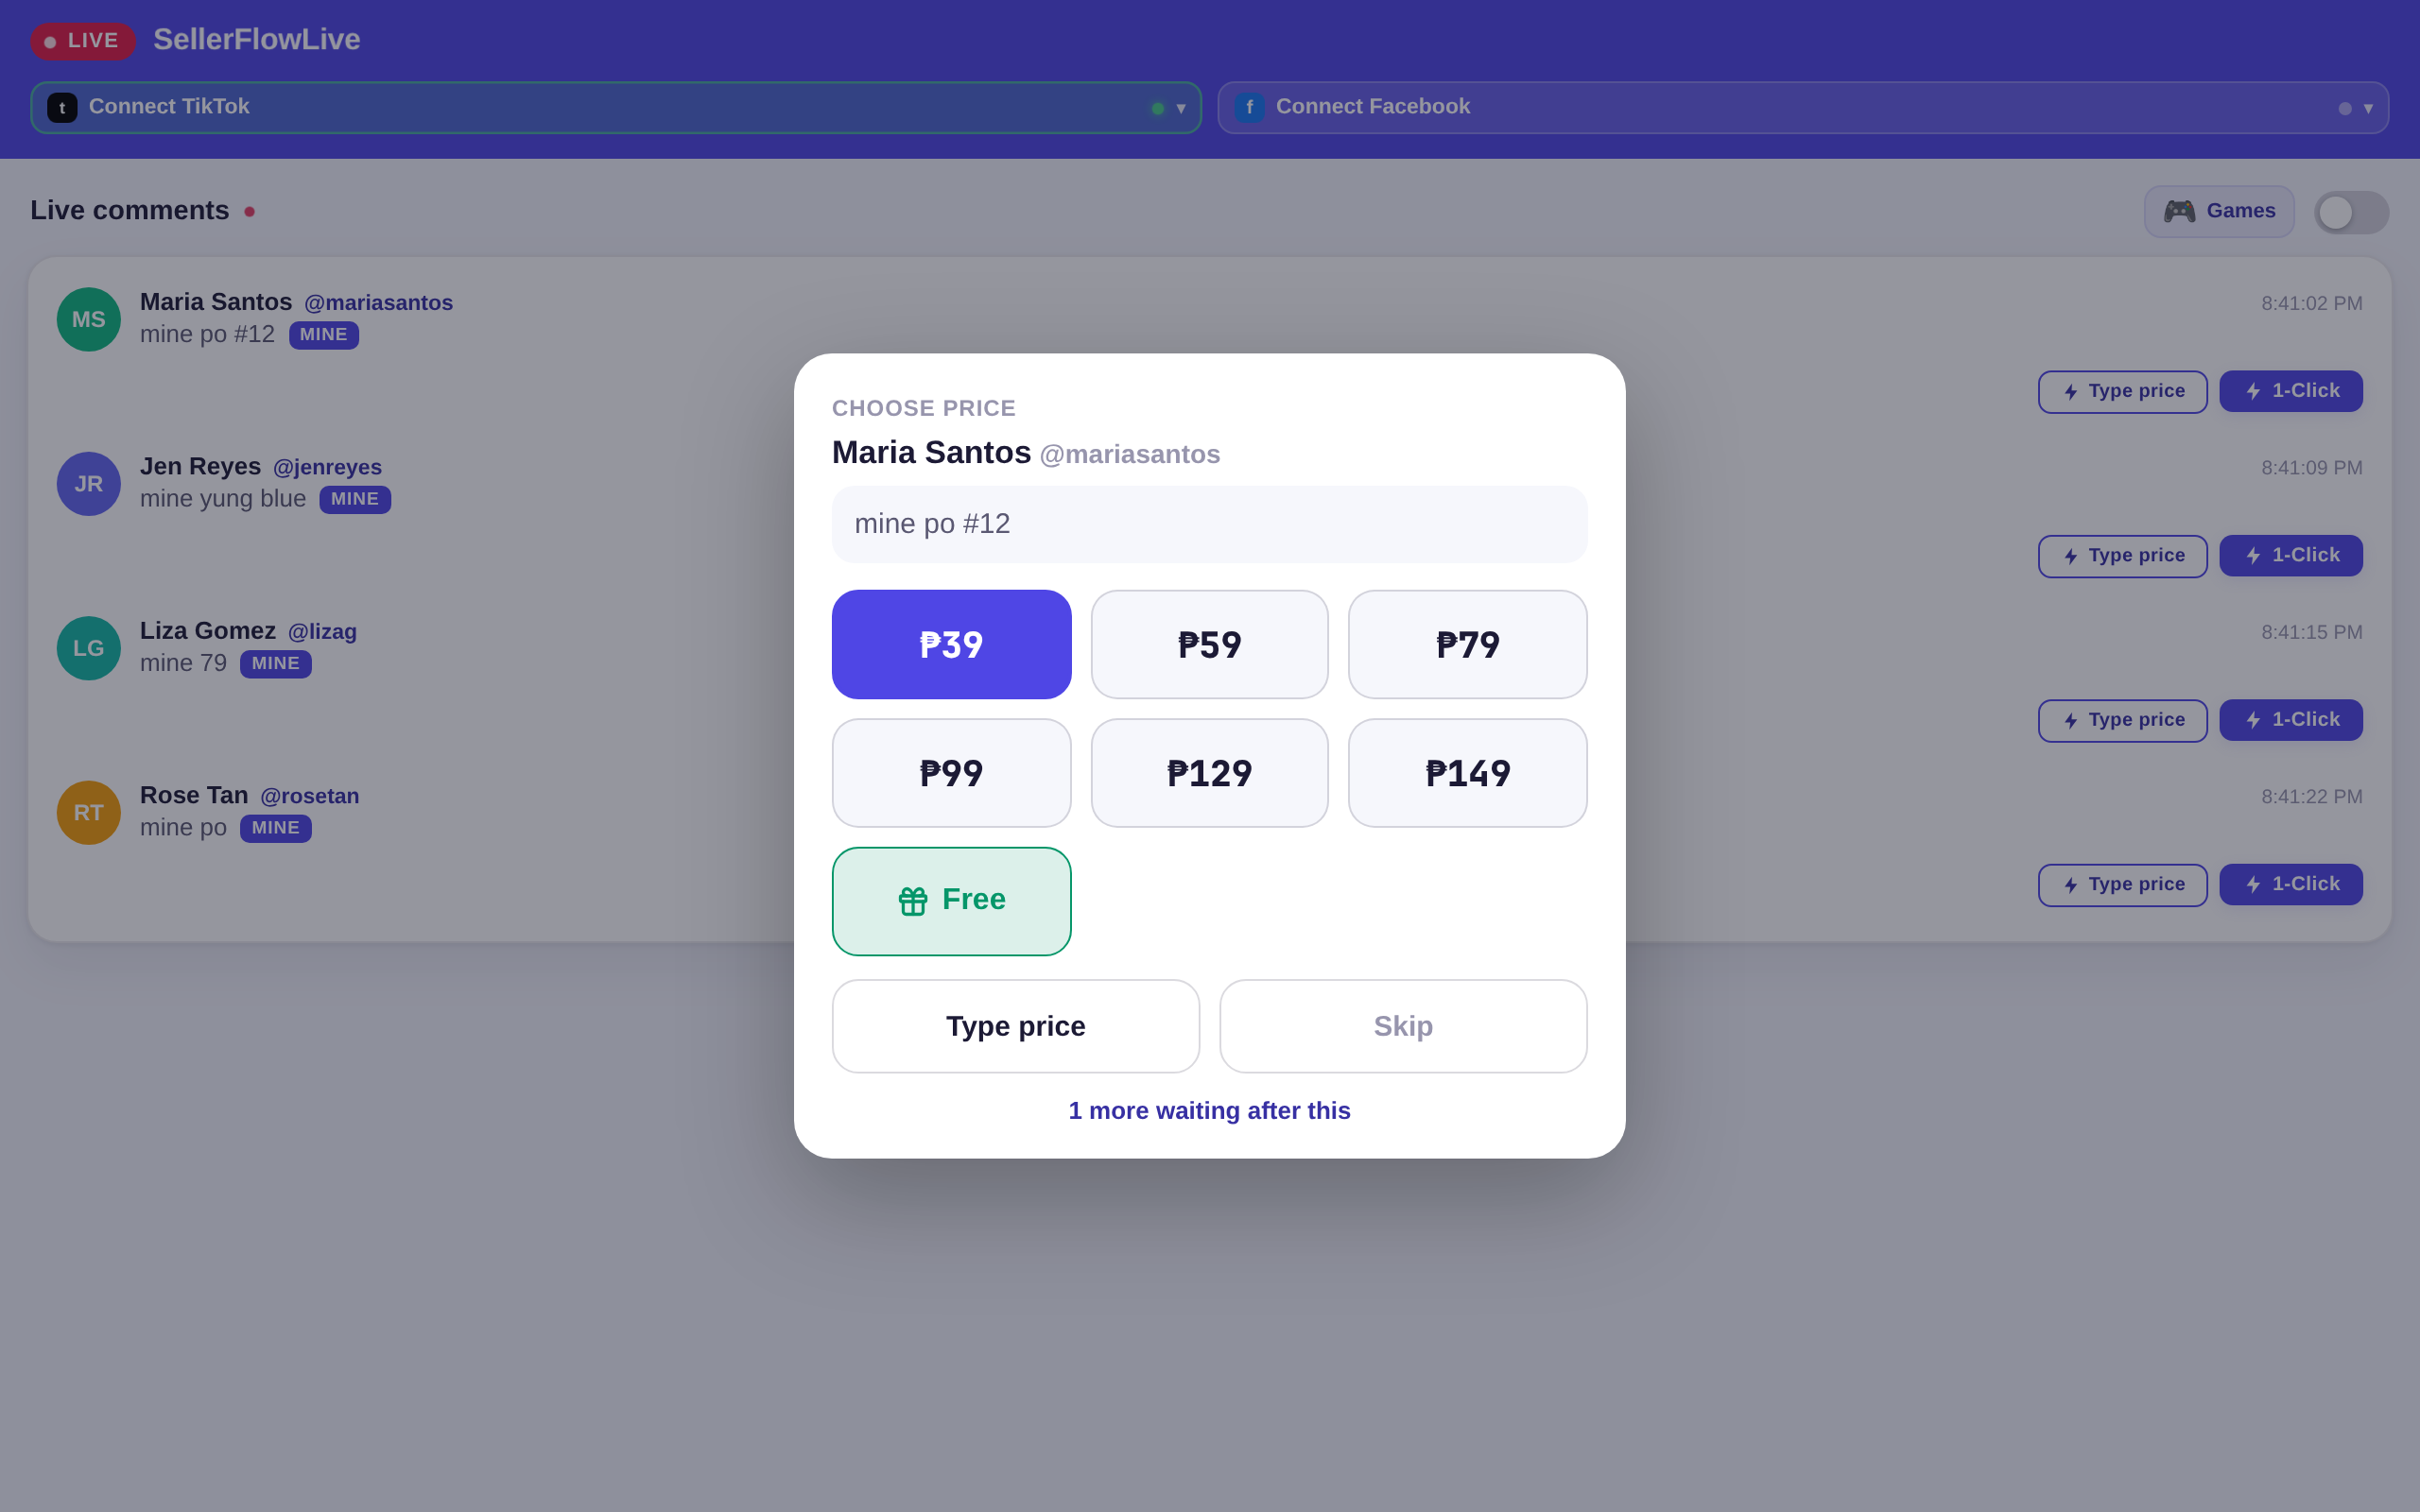 LIVE SellerFlowLive
t Connect TikTok ▾ f Connect Facebook ▾
Live comments 🎮 Games
MS Maria Santos @mariasantos 8:41:02 PM
mine po #12 MINE
Type price 1-Click
JR Jen Reyes @jenreyes 8:41:09 PM
mine yung blue MINE
Type price 1-Click
LG Liza Gomez @lizag 8:41:15 PM
mine 79 MINE
Type price 1-Click
RT Rose Tan @rosetan 8:41:22 PM
mine po MINE
Type price 1-Click
CHOOSE PRICE
Maria Santos @mariasantos
mine po #12
₱39 ₱59 ₱79
₱99 ₱129 ₱149
Free
Type price Skip
1 more waiting after this